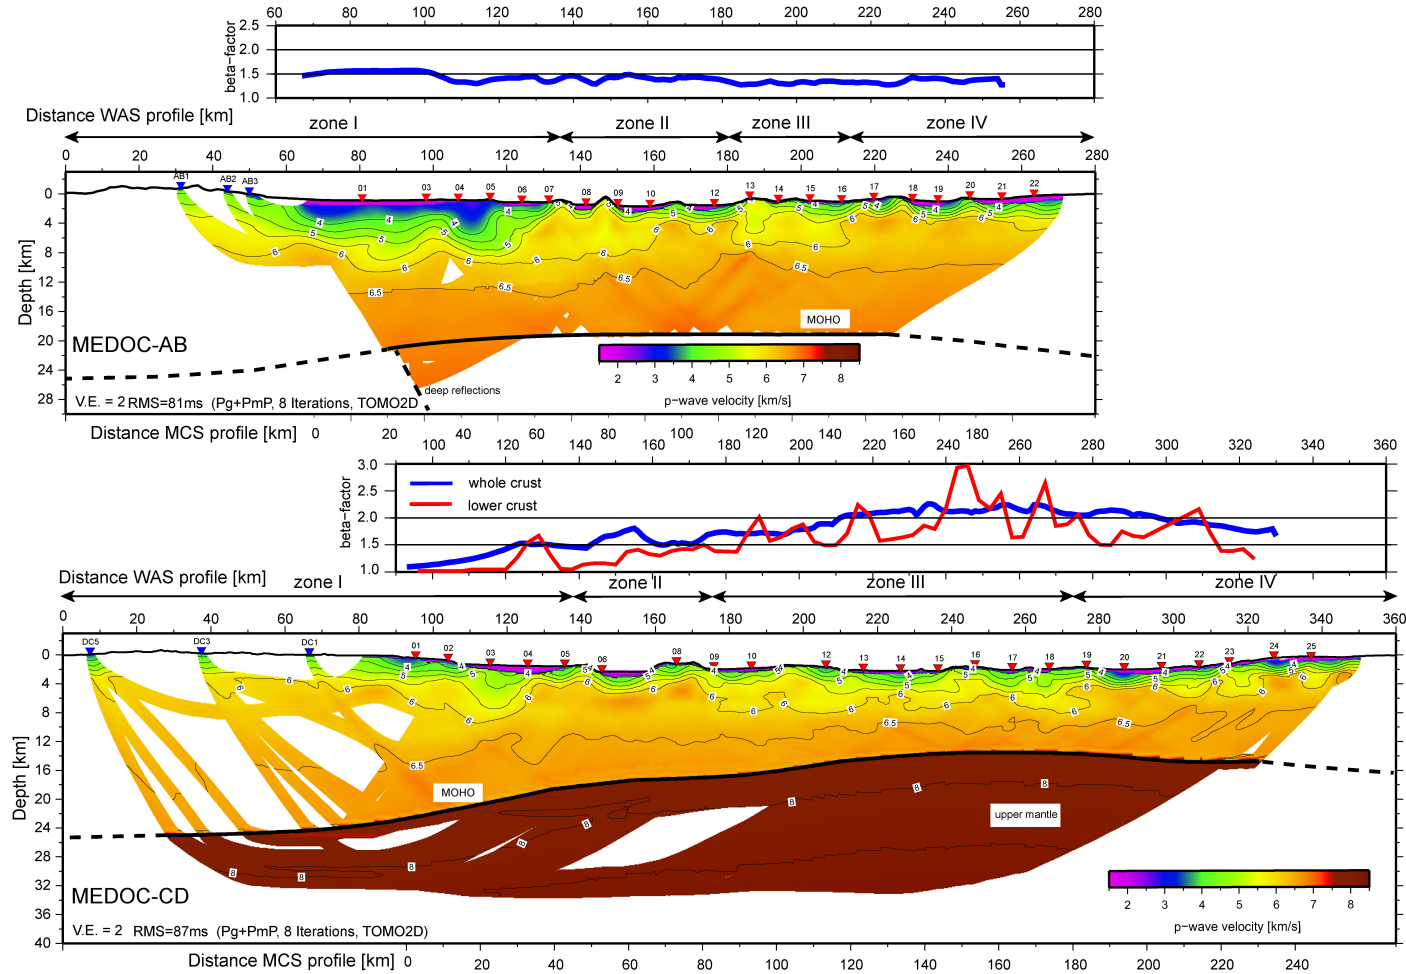 60 80 100 120 140 160 180 200 220 240 260 280
beta-factor
2.5
2.0
1.5
1.0
Distance WAS profile [km]
zone I zone II zone III zone IV
0 20 40 60 80 100 120 140 160 180 200 220 240 260 280
AB1 AB2 AB3 01 03 04 05 06 07 08 09 10 12 13 14 15 16 17 18 19 20 21 22
Depth [km]
0
4
8
12
16
20
24
28
MOHO
MEDOC-AB
2 3 4 5 6 7 8
p-wave velocity [km/s]
deep reflections
V.E. = 2 RMS=81ms (Pg+PmP, 8 Iterations, TOMO2D
Distance MCS profile [km] 0 20 40 60 80 100 120 140 160
100 120 140 160 180 200 220 240 260 280 300 320 340 360
beta-factor
3.0
2.5
2.0
1.5
1.0
whole crust
lower crust
Distance WAS profile [km]
zone I zone II zone III zone IV
0 20 40 60 80 100 120 140 160 180 200 220 240 260 280 300 320 340 360
DC5 DC3 DC1 01 02 03 04 05 06 08 09 10 12 13 14 15 16 17 18 19 20 21 22 23 24 25
Depth [km]
0
4
8
12
16
20
24
28
32
36
40
MOHO
upper mantle
MEDOC-CD
2 3 4 5 6 7 8
p-wave velocity [km/s]
V.E. = 2 RMS=87ms (Pg+PmP, 8 Iterations, TOMO2D)
Distance MCS profile [km] 0 20 40 60 80 100 120 140 160 180 200 220 240